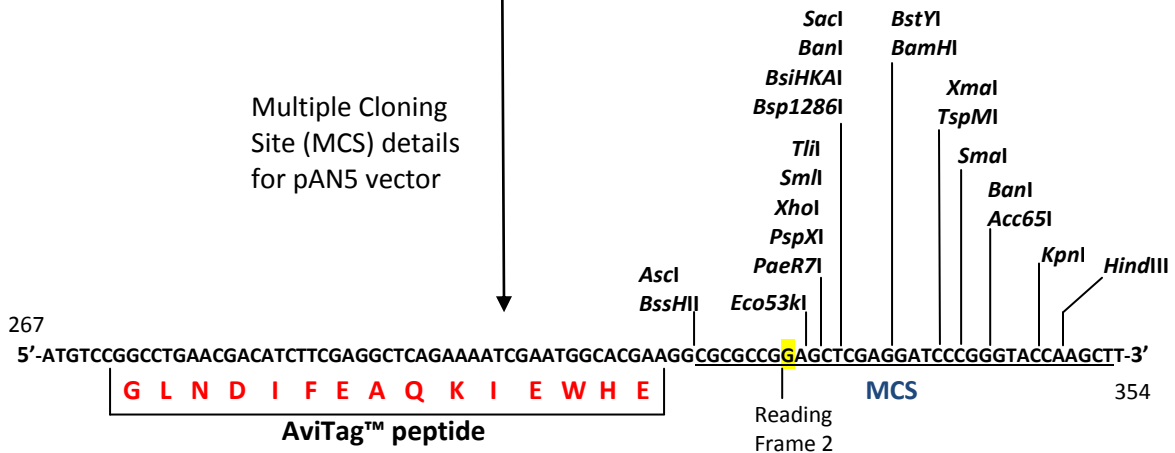 SacI BstYI
BanI BamHI
BsiHKAI XmaI
Bsp1286I TspMI
Multiple Cloning
Site (MCS) details
for pAN5 vector
TliI SmaI
SmlI BanI
XhoI Acc65I
PspXI KpnI HindIII
AscI PaeR7I
BssHII Eco53kI
267
5’-ATGTCCGGCCTGAACGACATCTTCGAGGCTCAGAAAATCGAATGGCACGAAGGCGCGCCGGAGCTCGAGGATCCCGGGTACCAAGCTT-3’
G L N D I F E A Q K I E W H E MCS 354
AviTag™ peptide
Reading
Frame 2